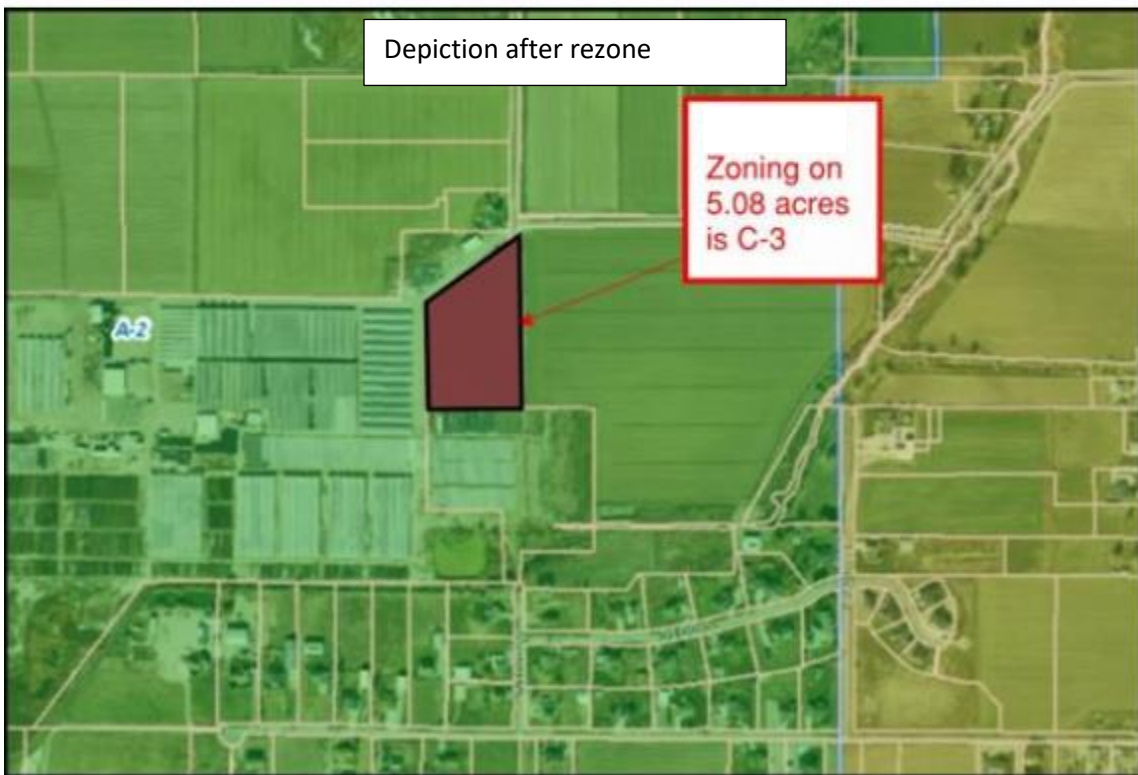 Depiction after rezone
Zoning on
5.08 acres
is C-3
A-2